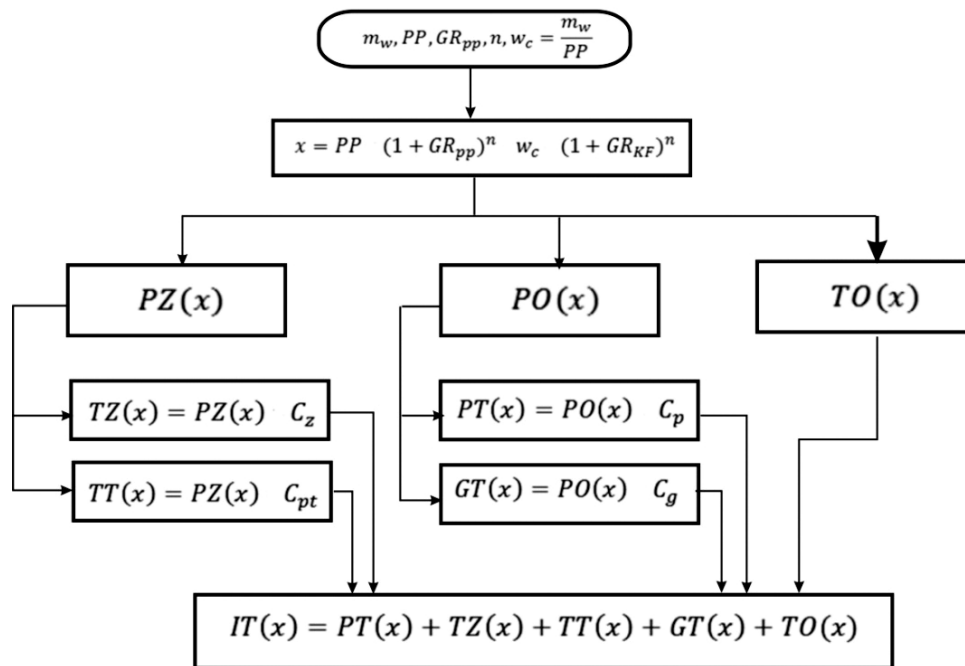 m_w, PP, GR_pp, n, w_c = m_w/PP
x = PP (1 + GR_pp)^n w_c (1 + GR_KF)^n
PZ(x)
PO(x)
TO(x)
TZ(x) = PZ(x) C_z
PT(x) = PO(x) C_p
TT(x) = PZ(x) C_pt
GT(x) = PO(x) C_g
IT(x) = PT(x) + TZ(x) + TT(x) + GT(x) + TO(x)